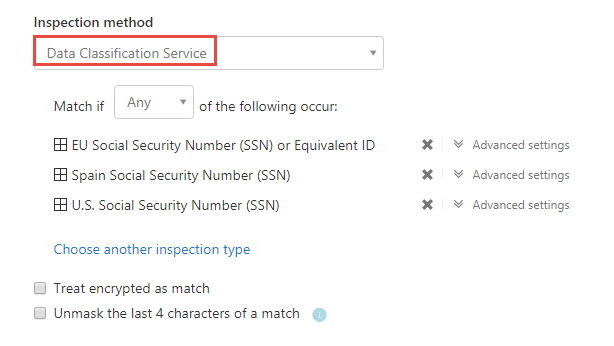 Inspection method
Data Classification Service
Match if Any of the following occur:
EU Social Security Number (SSN) or Equivalent ID Advanced settings
Spain Social Security Number (SSN) Advanced settings
U.S. Social Security Number (SSN) Advanced settings
Choose another inspection type
Treat encrypted as match
Unmask the last 4 characters of a match i